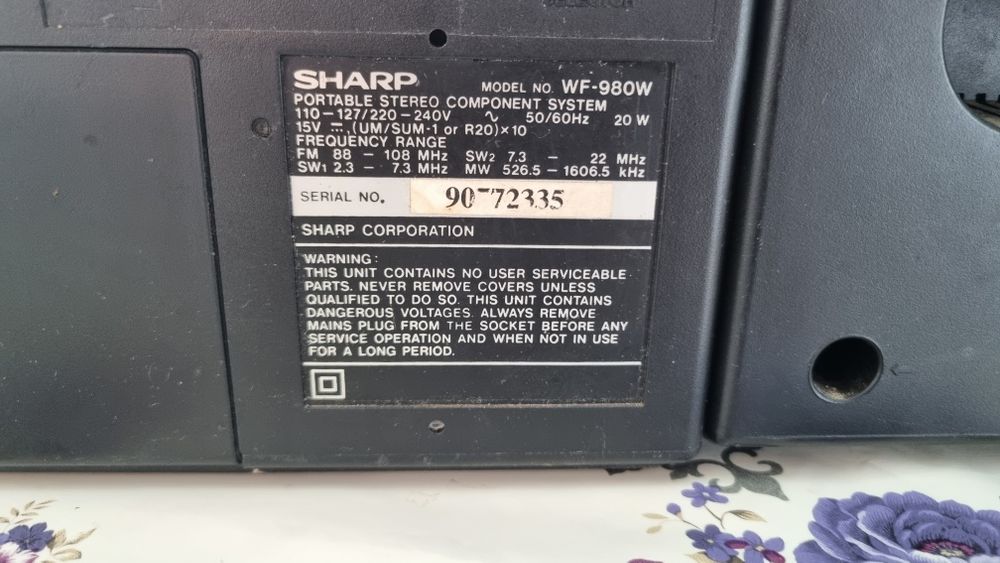 SELECTOR
SHARP MODEL NO. WF-980W
PORTABLE STEREO COMPONENT SYSTEM
110-127/220-240V ∿ 50/60Hz 20 W
15V ⎓ (UM/SUM-1 or R20)×10
FREQUENCY RANGE
FM 88 - 108 MHz SW2 7.3 - 22 MHz
SW1 2.3 - 7.3 MHz MW 526.5 - 1606.5 kHz
SERIAL NO. 90772335
SHARP CORPORATION
WARNING:
THIS UNIT CONTAINS NO USER SERVICEABLE
PARTS. NEVER REMOVE COVERS UNLESS
QUALIFIED TO DO SO. THIS UNIT CONTAINS
DANGEROUS VOLTAGES. ALWAYS REMOVE
MAINS PLUG FROM THE SOCKET BEFORE ANY
SERVICE OPERATION AND WHEN NOT IN USE
FOR A LONG PERIOD.